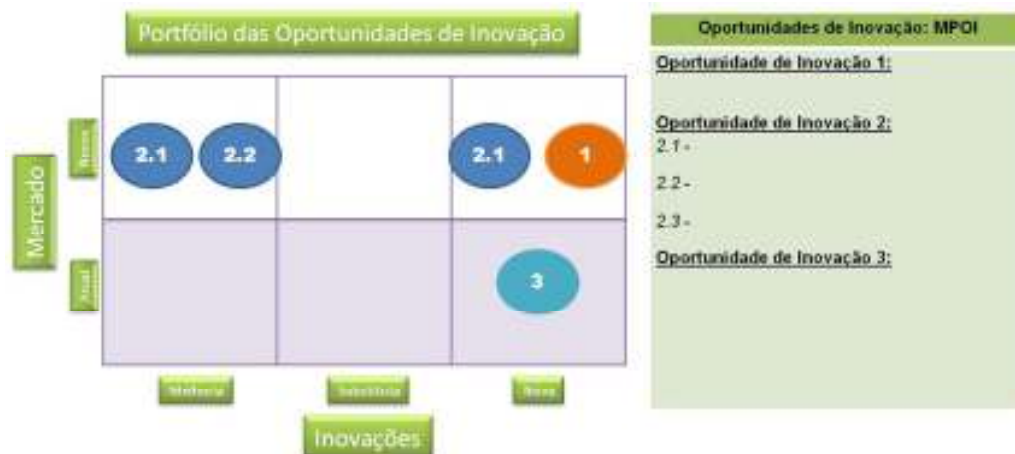 Portfólio das Oportunidades de Inovação
Oportunidades de Inovação: MPOI
Oportunidade de Inovação 1:
Oportunidade de Inovação 2:
2.1 -
2.2 -
2.3 -
Oportunidade de Inovação 3:
Mercado
Novo
2.1 2.2 2.1 1
Atual
3
Melhoria Novo
Inovações